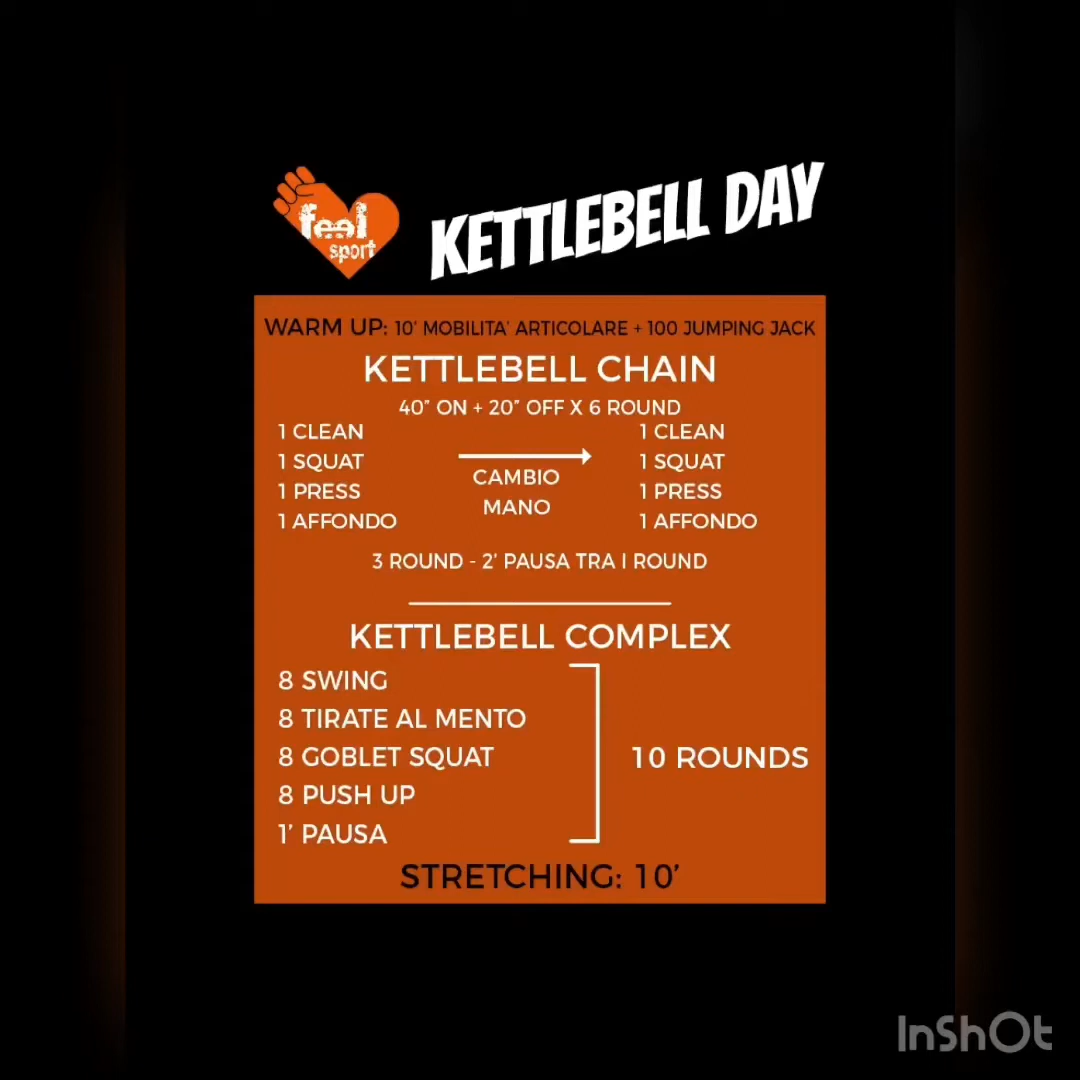 feel
sport
KETTLEBELL DAY
WARM UP: 10' MOBILITA' ARTICOLARE + 100 JUMPING JACK
KETTLEBELL CHAIN
40" ON + 20" OFF X 6 ROUND
1 CLEAN
1 SQUAT
1 PRESS
1 AFFONDO
CAMBIO
MANO
1 CLEAN
1 SQUAT
1 PRESS
1 AFFONDO
3 ROUND - 2' PAUSA TRA I ROUND
KETTLEBELL COMPLEX
8 SWING
8 TIRATE AL MENTO
8 GOBLET SQUAT
8 PUSH UP
1' PAUSA
10 ROUNDS
STRETCHING: 10'
InShOt